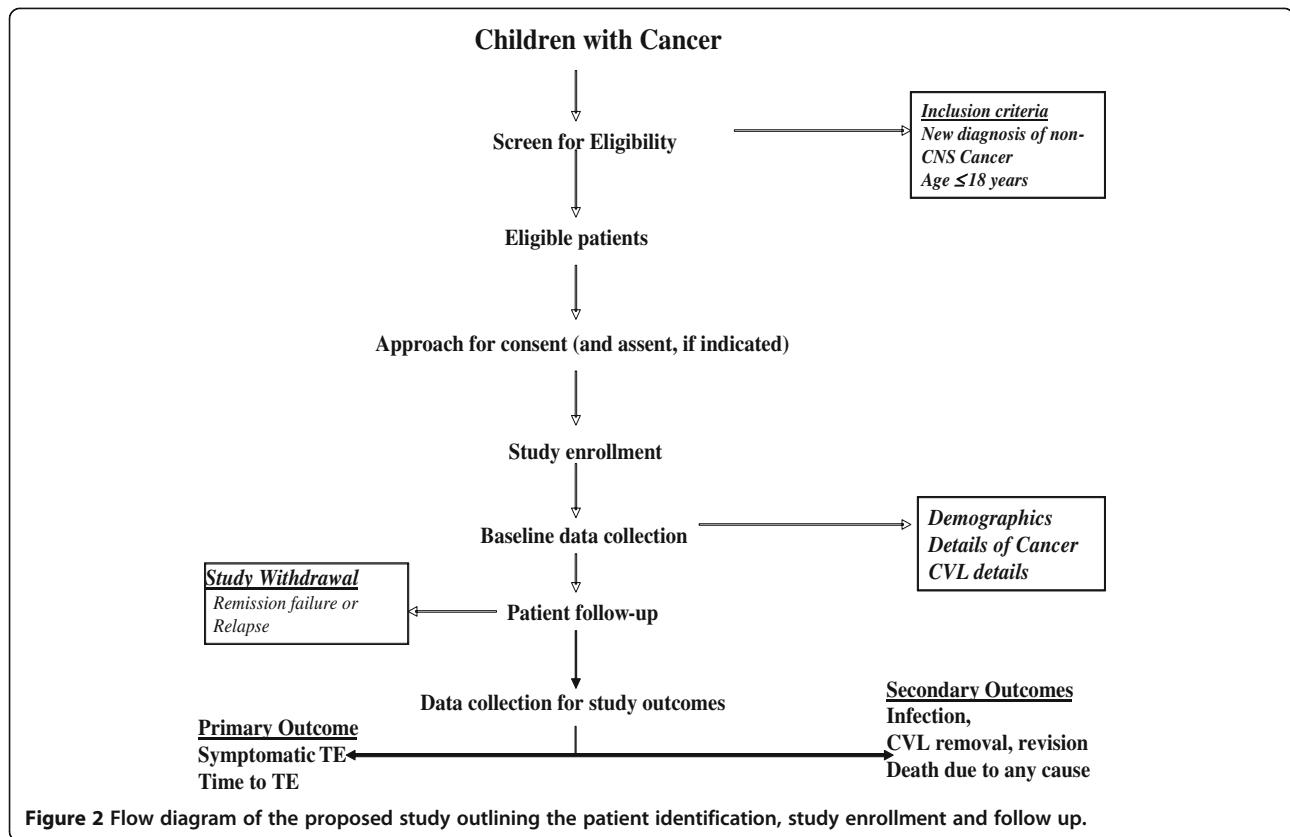 Children with Cancer
Screen for Eligibility
Inclusion criteria
New diagnosis of non-
CNS Cancer
Age ≤18 years
Eligible patients
Approach for consent (and assent, if indicated)
Study enrollment
Baseline data collection
Demographics
Details of Cancer
CVL details
Study Withdrawal
Remission failure or
Relapse
Patient follow-up
Data collection for study outcomes
Primary Outcome
Symptomatic TE
Time to TE
Secondary Outcomes
Infection,
CVL removal, revision
Death due to any cause
Figure 2 Flow diagram of the proposed study outlining the patient identification, study enrollment and follow up.